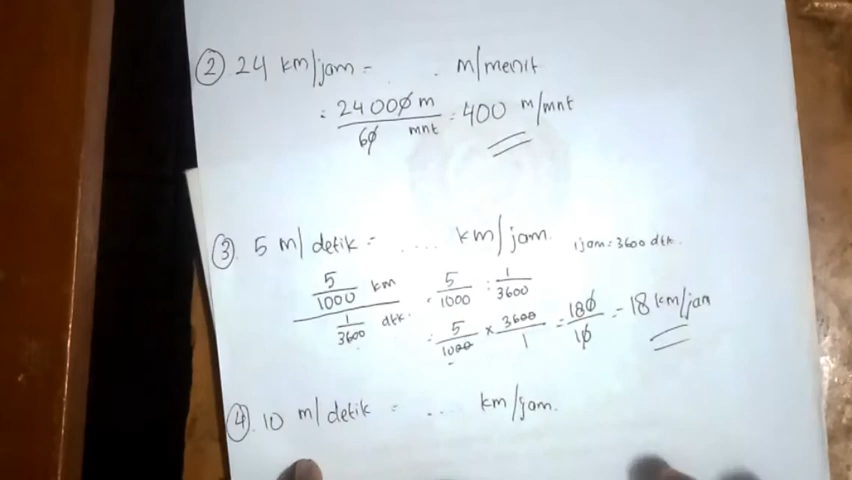 ② 24 km/jam = . . m/menit
= 24000 m / 60 mnt = 400 m/mnt
③ 5 m/detik = .... km/jam. 1 jam = 3600 dtk.
5/1000 km / 1/3600 dtk. = 5/1000 : 1/3600
= 5/1000 x 3600/1 = 180/10 = 18 km/jam
④ 10 m/detik = ... km/jam.